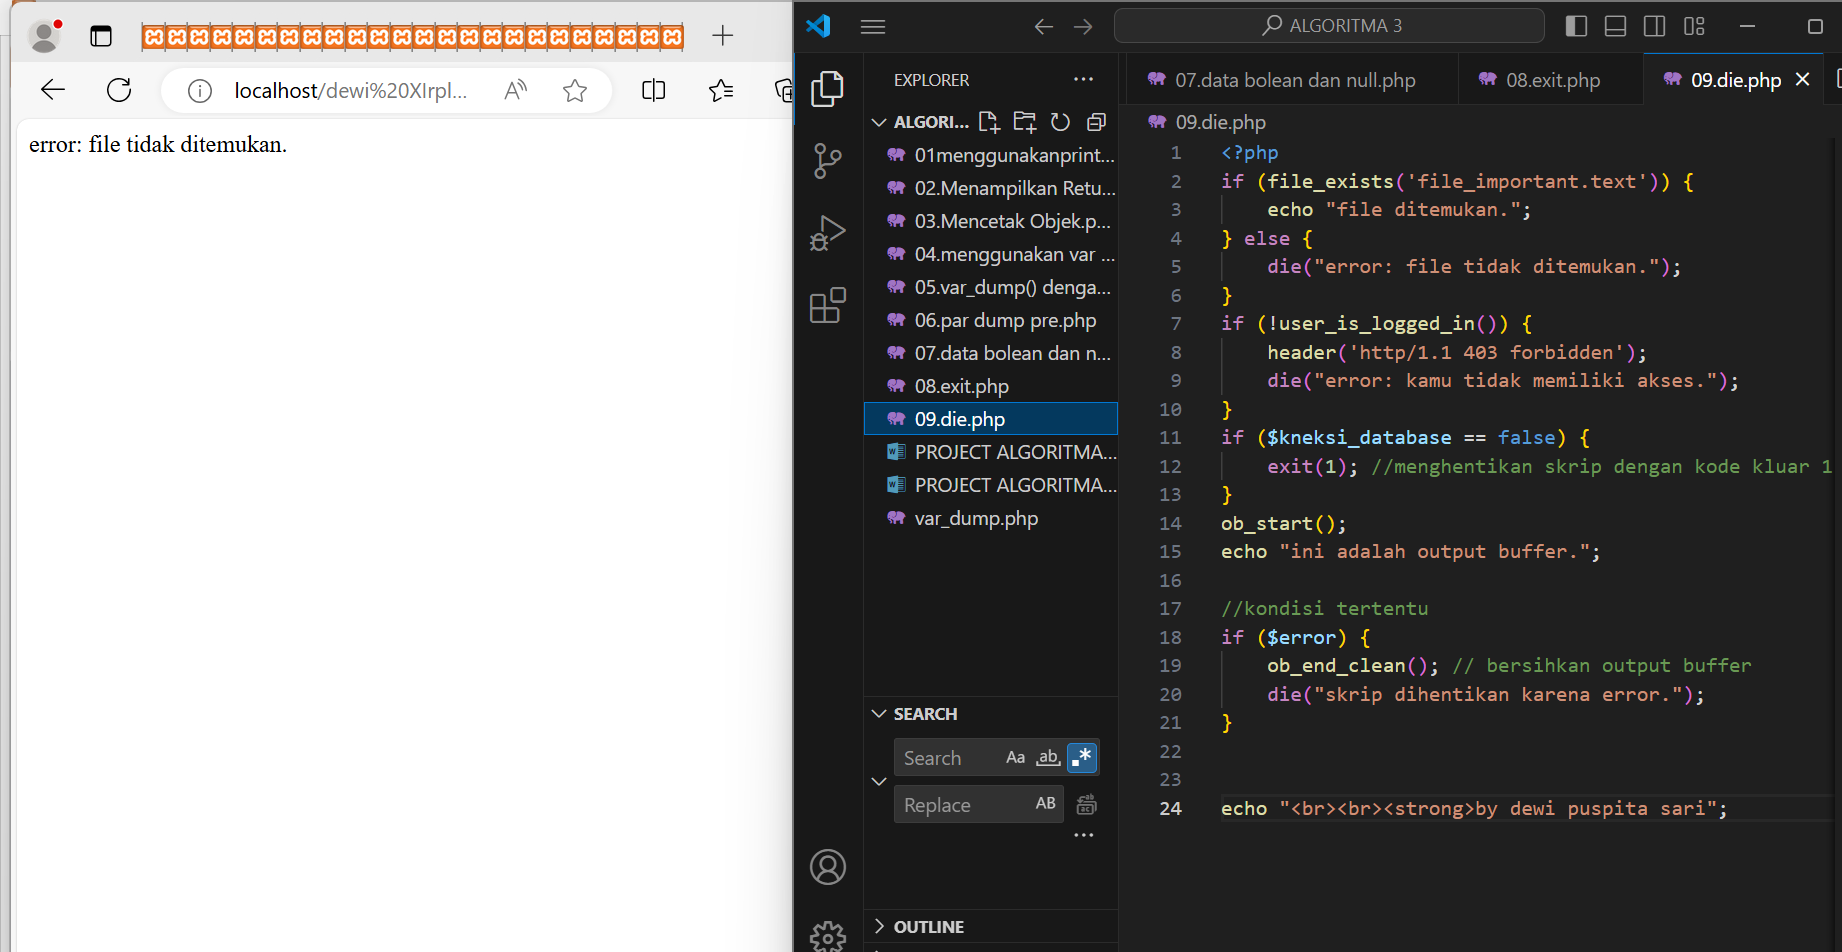 localhost/dewi%20XIrpl...
error: file tidak ditemukan.
ALGORITMA 3
EXPLORER
ALGORI...
01menggunakanprint...
02.Menampilkan Retu...
03.Mencetak Objek.p...
04.menggunakan var ...
05.var_dump() denga...
06.par dump pre.php
07.data bolean dan n...
08.exit.php
09.die.php
PROJECT ALGORITMA...
PROJECT ALGORITMA...
var_dump.php
SEARCH
Search
Aa
ab
.*
Replace
AB
OUTLINE
07.data bolean dan null.php
08.exit.php
09.die.php
09.die.php
1 <?php
2 if (file_exists('file_important.text')) {
3     echo "file ditemukan.";
4 } else {
5     die("error: file tidak ditemukan.");
6 }
7 if (!user_is_logged_in()) {
8     header('http/1.1 403 forbidden');
9     die("error: kamu tidak memiliki akses.");
10 }
11 if ($kneksi_database == false) {
12     exit(1); //menghentikan skrip dengan kode kluar 1
13 }
14 ob_start();
15 echo "ini adalah output buffer.";
16
17 //kondisi tertentu
18 if ($error) {
19     ob_end_clean(); // bersihkan output buffer
20     die("skrip dihentikan karena error.");
21 }
22
23
24 echo "<br><br><strong>by dewi puspita sari";